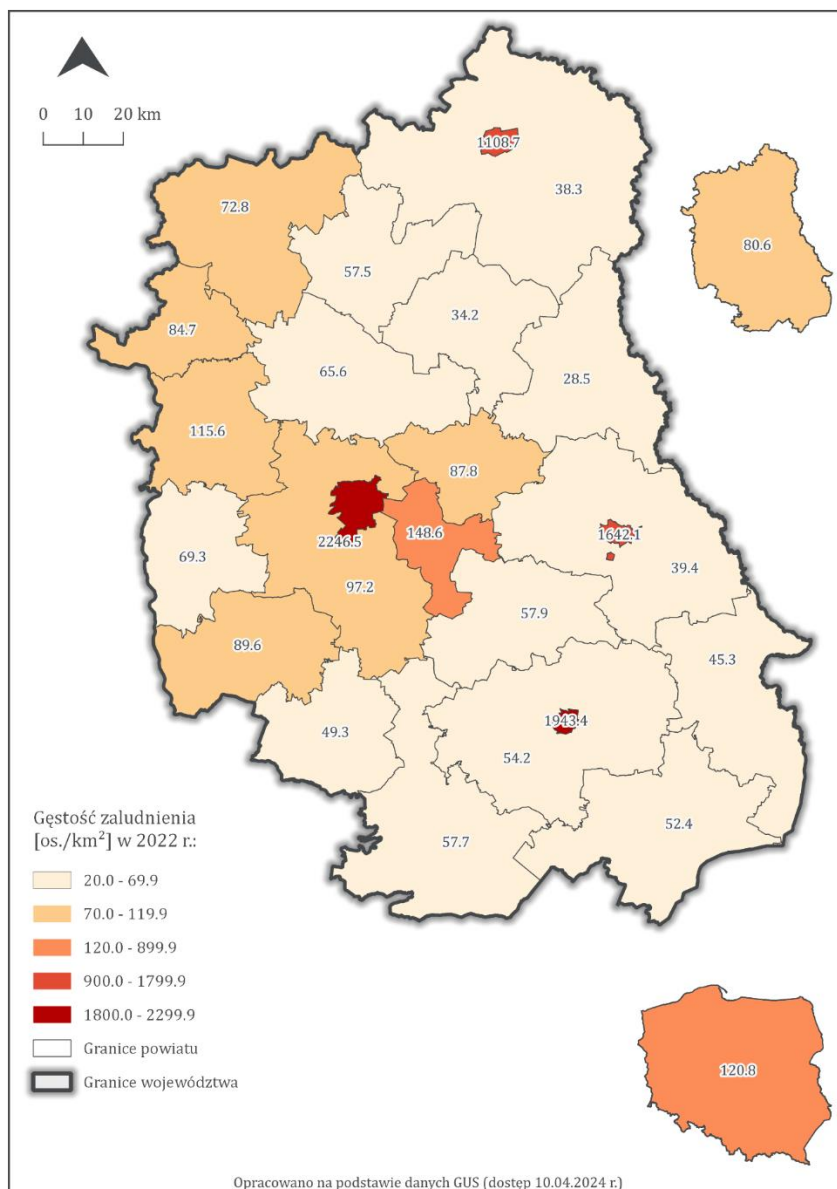 0 10 20 km
1108.7
38.3
72.8
80.6
57.5
34.2
84.7
65.6
28.5
115.6
87.8
148.6
1642.1
2246.5
69.3
39.4
97.2
57.9
89.6
45.3
1943.4
49.3
54.2
52.4
57.7
Gęstość zaludnienia
[os./km²] w 2022 r.:
20.0 - 69.9
70.0 - 119.9
120.0 - 899.9
900.0 - 1799.9
1800.0 - 2299.9
Granice powiatu
Granice województwa
120.8
Opracowano na podstawie danych GUS (dostęp 10.04.2024 r.)